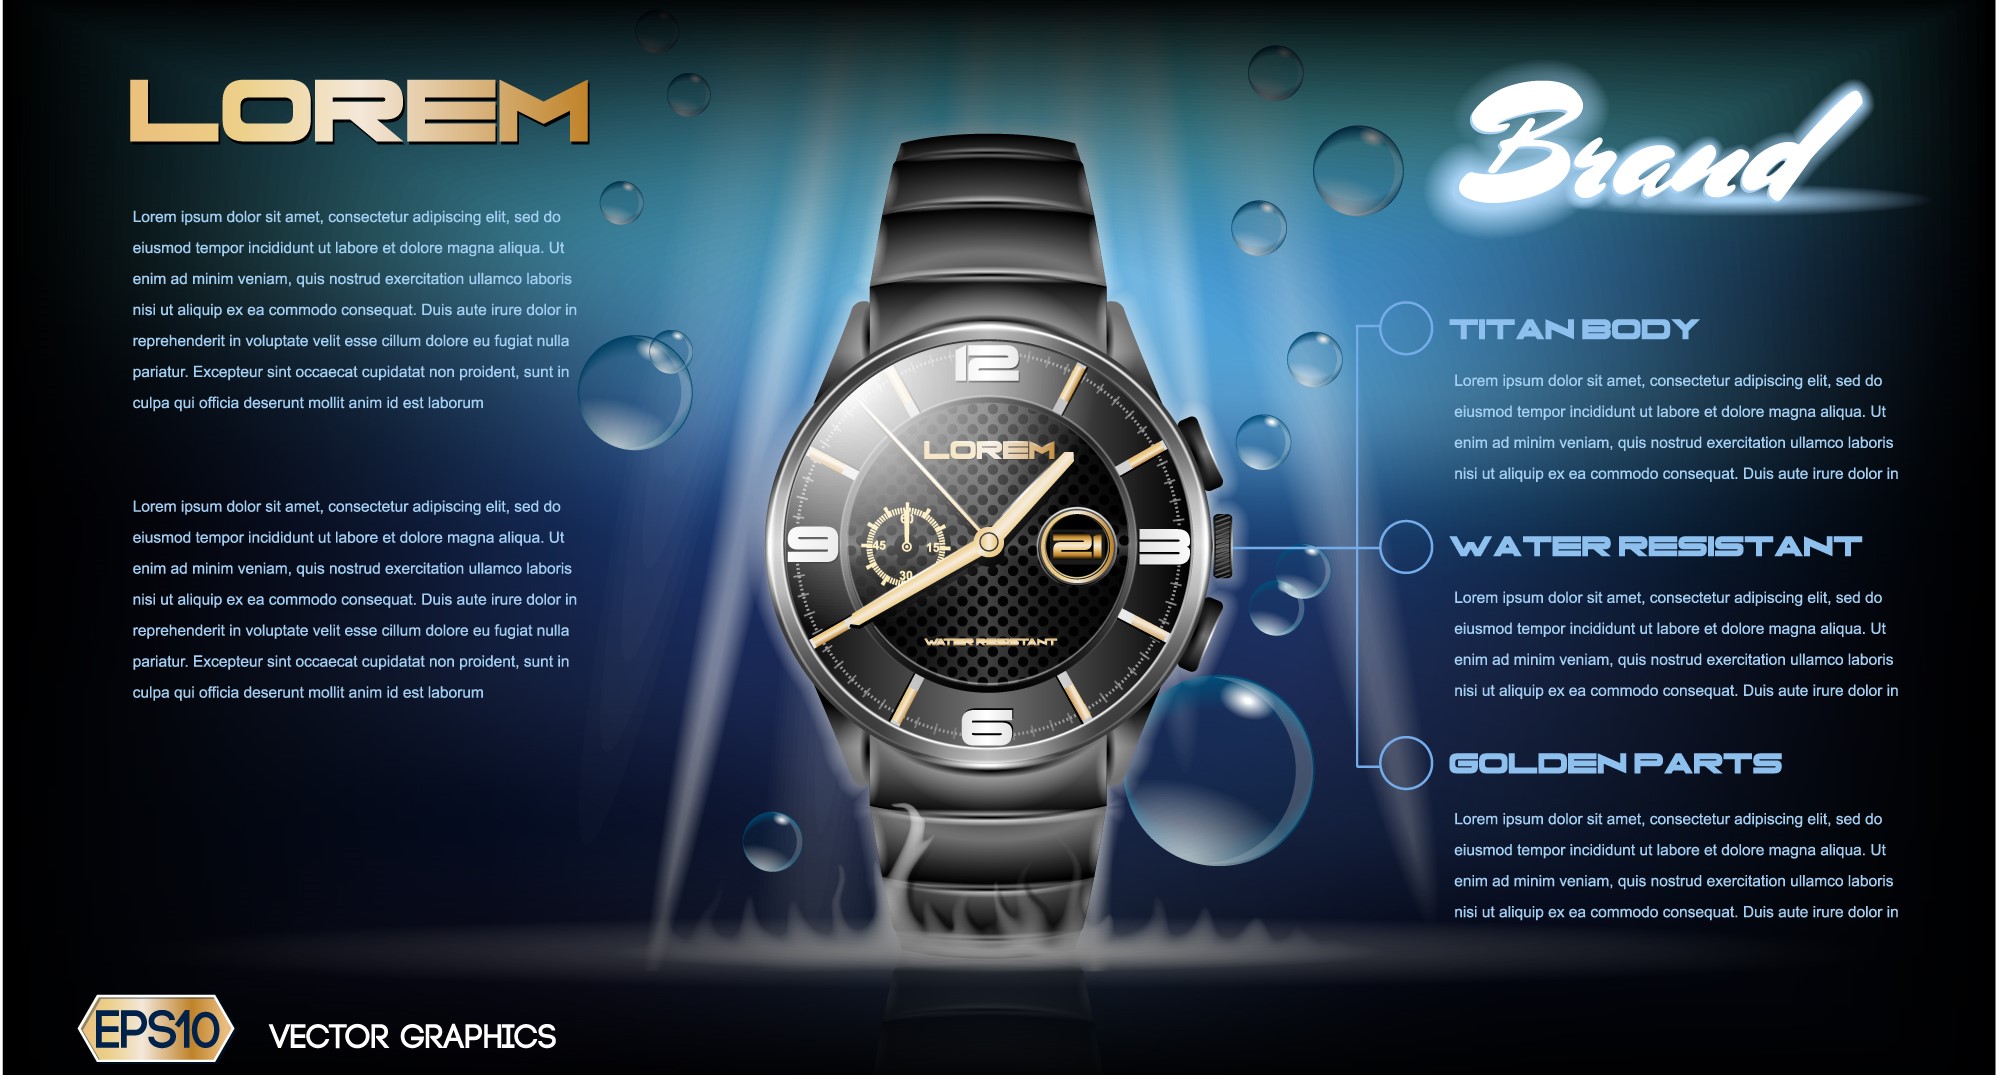 LOREM
Lorem ipsum dolor sit amet, consectetur adipiscing elit, sed do
eiusmod tempor incididunt ut labore et dolore magna aliqua. Ut
enim ad minim veniam, quis nostrud exercitation ullamco laboris
nisi ut aliquip ex ea commodo consequat. Duis aute irure dolor in
reprehenderit in voluptate velit esse cillum dolore eu fugiat nulla
pariatur. Excepteur sint occaecat cupidatat non proident, sunt in
culpa qui officia deserunt mollit anim id est laborum
Lorem ipsum dolor sit amet, consectetur adipiscing elit, sed do
eiusmod tempor incididunt ut labore et dolore magna aliqua. Ut
enim ad minim veniam, quis nostrud exercitation ullamco laboris
nisi ut aliquip ex ea commodo consequat. Duis aute irure dolor in
reprehenderit in voluptate velit esse cillum dolore eu fugiat nulla
pariatur. Excepteur sint occaecat cupidatat non proident, sunt in
culpa qui officia deserunt mollit anim id est laborum
12
LOREM
60
9
45
15
21
3
30
WATER RESISTANT
6
Brand
TITAN BODY
Lorem ipsum dolor sit amet, consectetur adipiscing elit, sed do
eiusmod tempor incididunt ut labore et dolore magna aliqua. Ut
enim ad minim veniam, quis nostrud exercitation ullamco laboris
nisi ut aliquip ex ea commodo consequat. Duis aute irure dolor in
WATER RESISTANT
Lorem ipsum dolor sit amet, consectetur adipiscing elit, sed do
eiusmod tempor incididunt ut labore et dolore magna aliqua. Ut
enim ad minim veniam, quis nostrud exercitation ullamco laboris
nisi ut aliquip ex ea commodo consequat. Duis aute irure dolor in
GOLDEN PARTS
Lorem ipsum dolor sit amet, consectetur adipiscing elit, sed do
eiusmod tempor incididunt ut labore et dolore magna aliqua. Ut
enim ad minim veniam, quis nostrud exercitation ullamco laboris
nisi ut aliquip ex ea commodo consequat. Duis aute irure dolor in
EPS10
VECTOR GRAPHICS